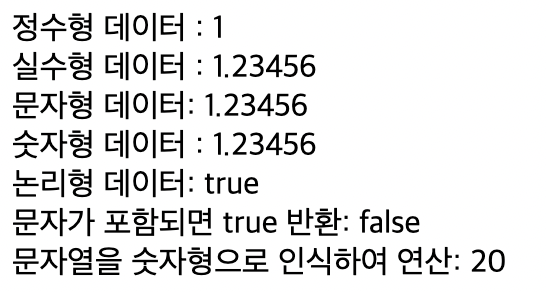 정수형 데이터 : 1
실수형 데이터 : 1.23456
문자형 데이터: 1.23456
숫자형 데이터 : 1.23456
논리형 데이터: true
문자가 포함되면 true 반환: false
문자열을 숫자형으로 인식하여 연산: 20